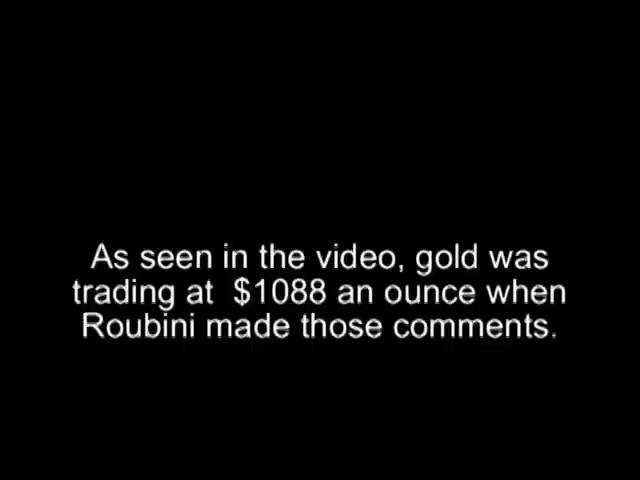 As seen in the video, gold was
trading at  $1088 an ounce when
Roubini made those comments.